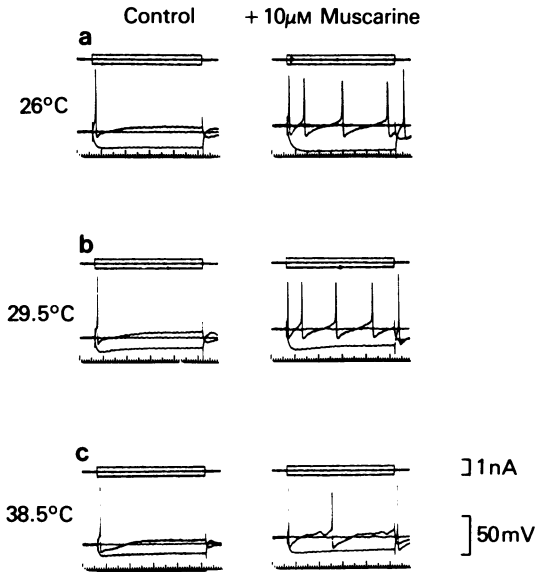 Control
+ 10μM Muscarine
a
26°C
b
29.5°C
c
38.5°C
1nA
50mV